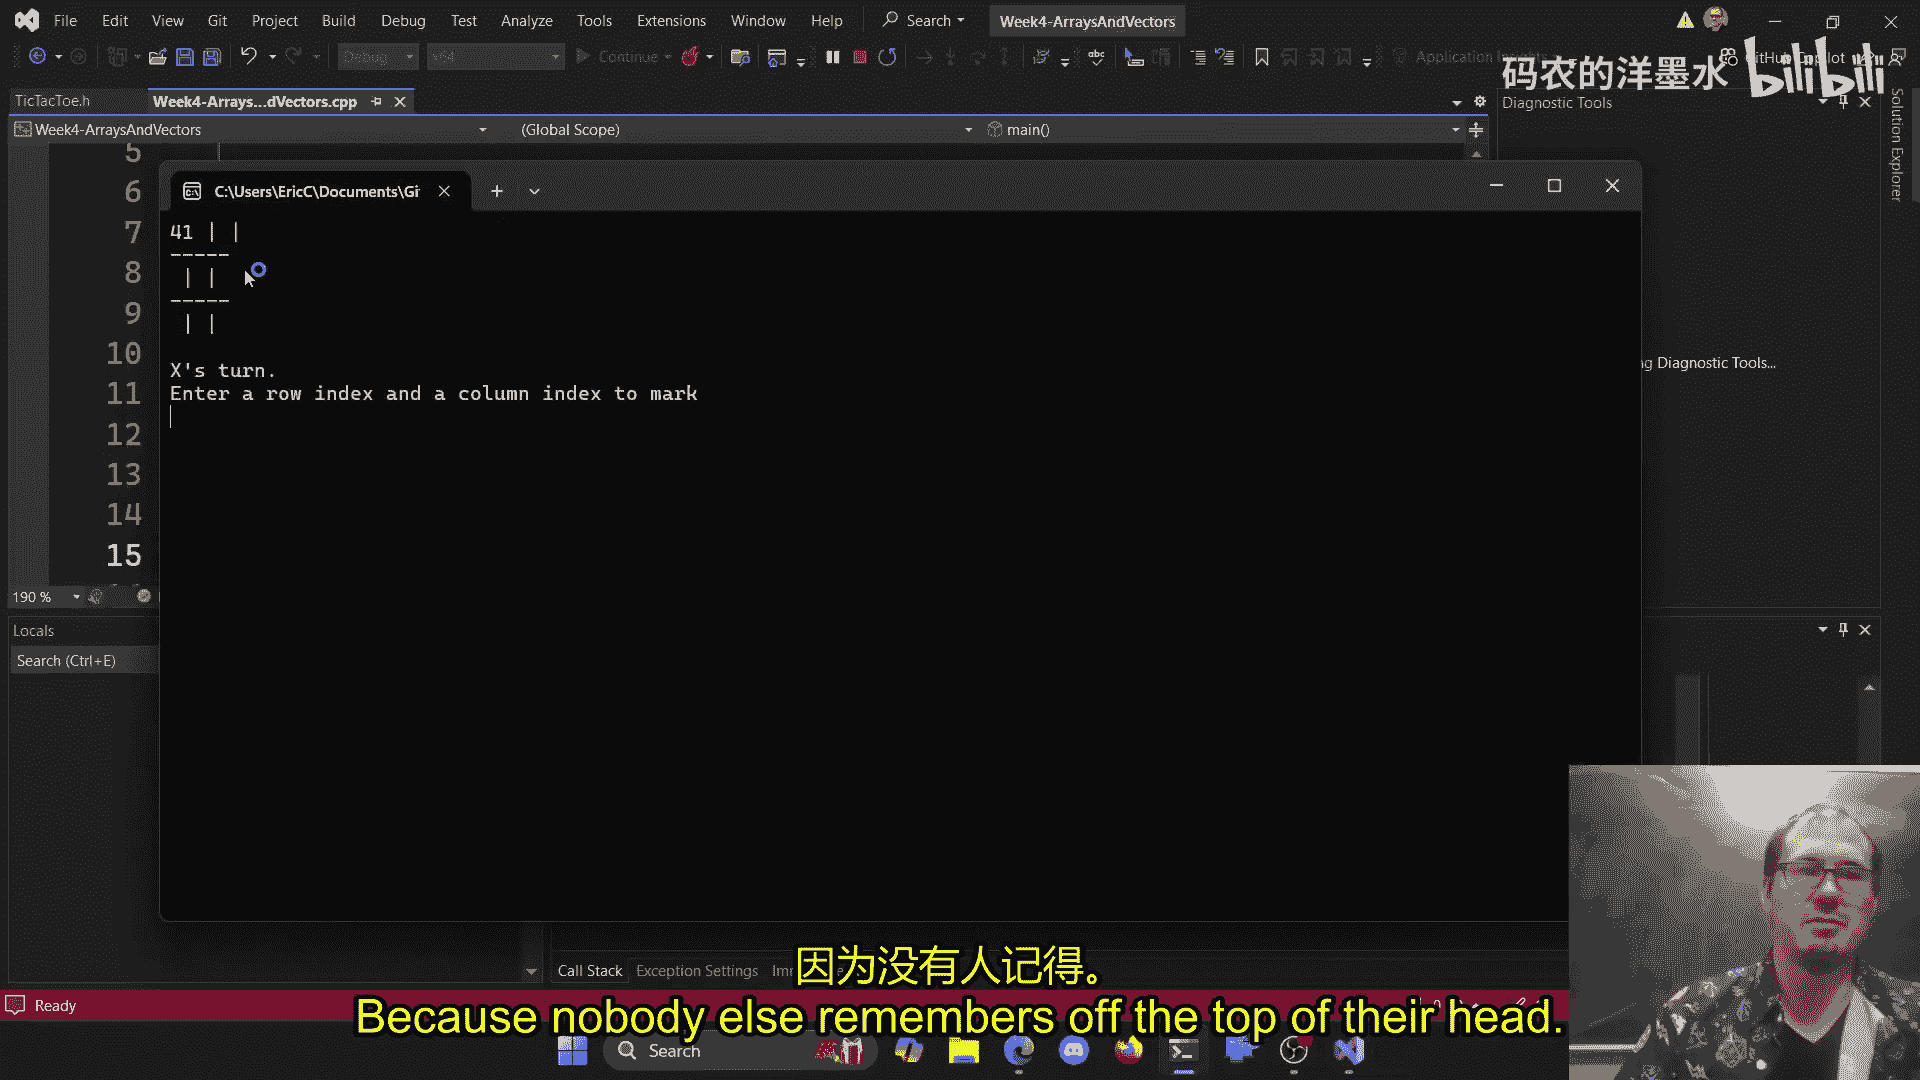 File Edit View Git Project Build Debug Test Analyze Tools Extensions Window Help Search Week4-ArraysAndVectors
Debug x64 Continue Application
码农的洋墨水 bilibili
TicTacToe.h Week4-Arrays...dVectors.cpp Diagnostic Tools
Week4-ArraysAndVectors (Global Scope) main()
Solution Explorer
5
6
7
8
9
10
11
12
13
14
15
C:\Users\EricC\Documents\Gi
41 | |
-----
 | |
-----
 | |
X's turn.
Enter a row index and a column index to mark
Diagnostic Tools...
190 %
Locals
Search (Ctrl+E)
Call Stack Exception Settings
因为没有人记得。
Ready
Because nobody else remembers off the top of their head.
Search